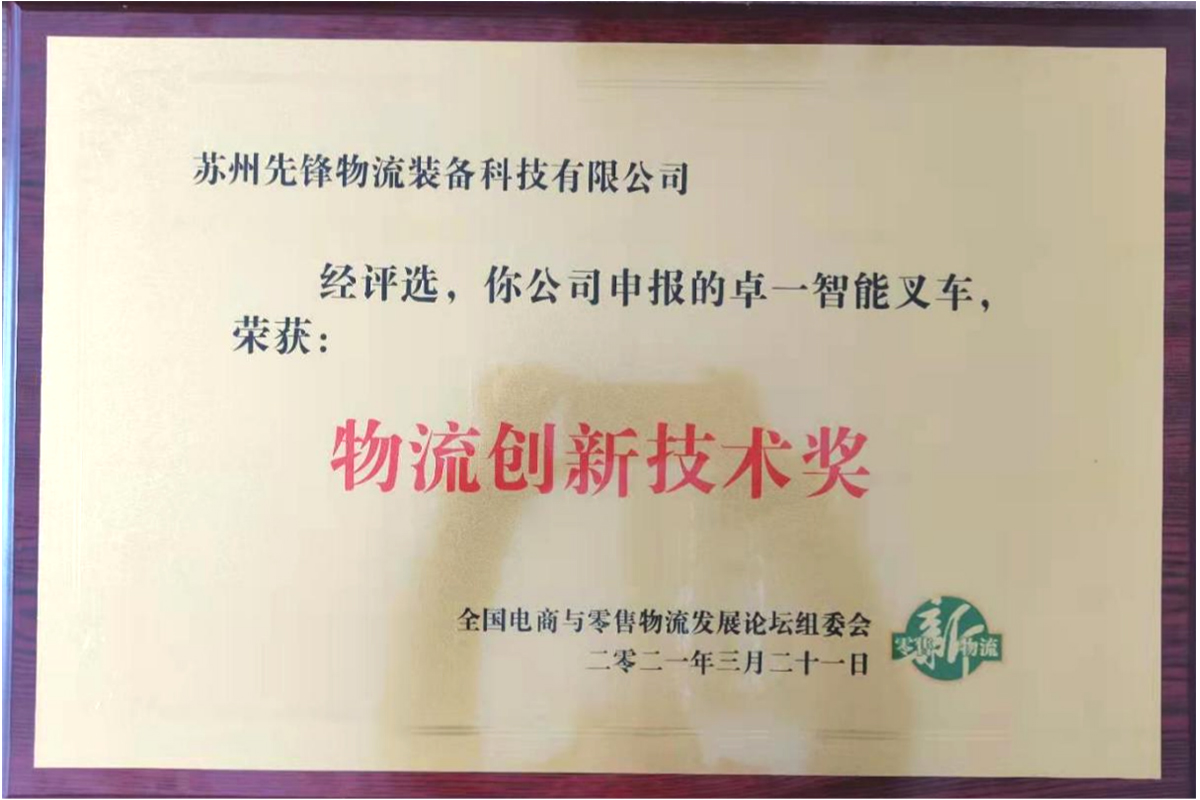 苏州先锋物流装备科技有限公司
经评选，你公司申报的卓一智能叉车，
荣获：
物流创新技术奖
全国电商与零售物流发展论坛组委会
二零二一年三月二十一日
新
零售 物流